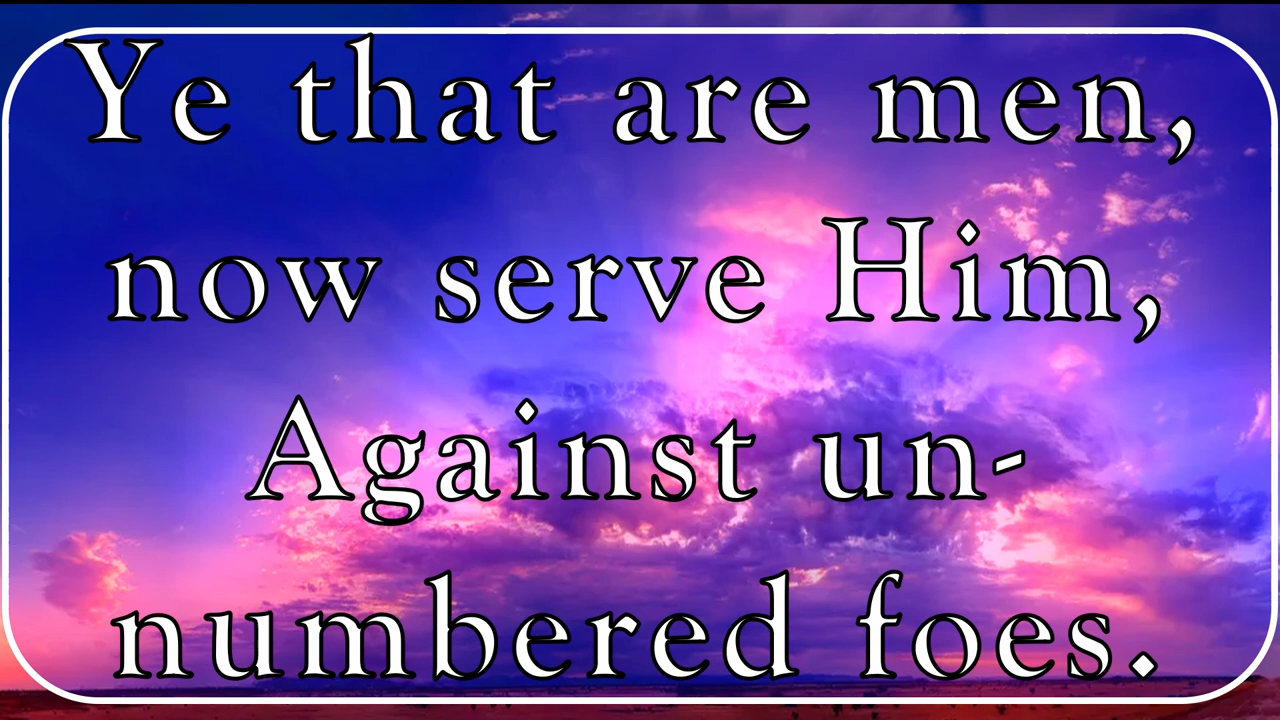 Ye that are men,
now serve Him,
Against un-
numbered foes.